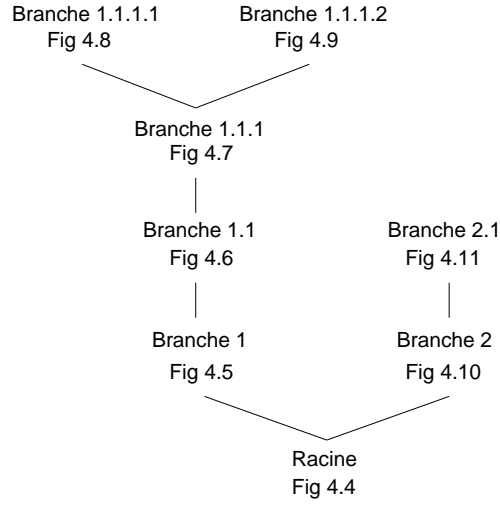 Branche 1.1.1.1
Fig 4.8
Branche 1.1.1.2
Fig 4.9
Branche 1.1.1
Fig 4.7
Branche 1.1
Fig 4.6
Branche 2.1
Fig 4.11
Branche 1
Fig 4.5
Branche 2
Fig 4.10
Racine
Fig 4.4